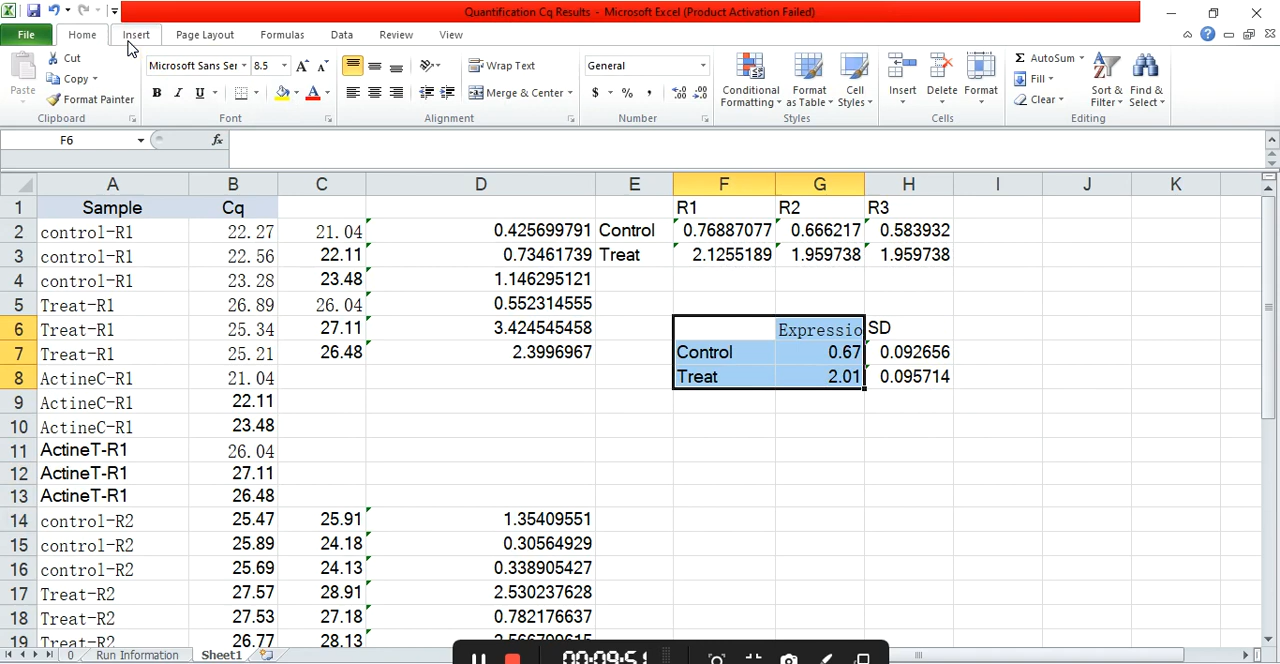 Quantification Cq Results - Microsoft Excel (Product Activation Failed)
File Home Insert Page Layout Formulas Data Review View
Paste Cut Copy Format Painter Clipboard
Microsoft Sans Ser 8.5 A A B I U A Font
Wrap Text Merge & Center Alignment
General $ % , .00 Number
Conditional Formatting Format as Table Cell Styles Styles
Insert Delete Format Cells
Σ AutoSum Fill Clear Sort & Filter Find & Select Editing
F6 fx
A B C D E F G H I J K
1 Sample Cq R1 R2 R3
2 control-R1 22.27 21.04 0.425699791 Control 0.76887077 0.666217 0.583932
3 control-R1 22.56 22.11 0.73461739 Treat 2.1255189 1.959738 1.959738
4 control-R1 23.28 23.48 1.146295121
5 Treat-R1 26.89 26.04 0.552314555
6 Treat-R1 25.34 27.11 3.424545458 Expressio SD
7 Treat-R1 25.21 26.48 2.3996967 Control 0.67 0.092656
8 ActineC-R1 21.04 Treat 2.01 0.095714
9 ActineC-R1 22.11
10 ActineC-R1 23.48
11 ActineT-R1 26.04
12 ActineT-R1 27.11
13 ActineT-R1 26.48
14 control-R2 25.47 25.91 1.35409551
15 control-R2 25.89 24.18 0.30564929
16 control-R2 25.69 24.13 0.338905427
17 Treat-R2 27.57 28.91 2.530237628
18 Treat-R2 27.53 27.18 0.782176637
19 Treat-R2 26.77 28.13
0 Run Information Sheet1
00:09:51